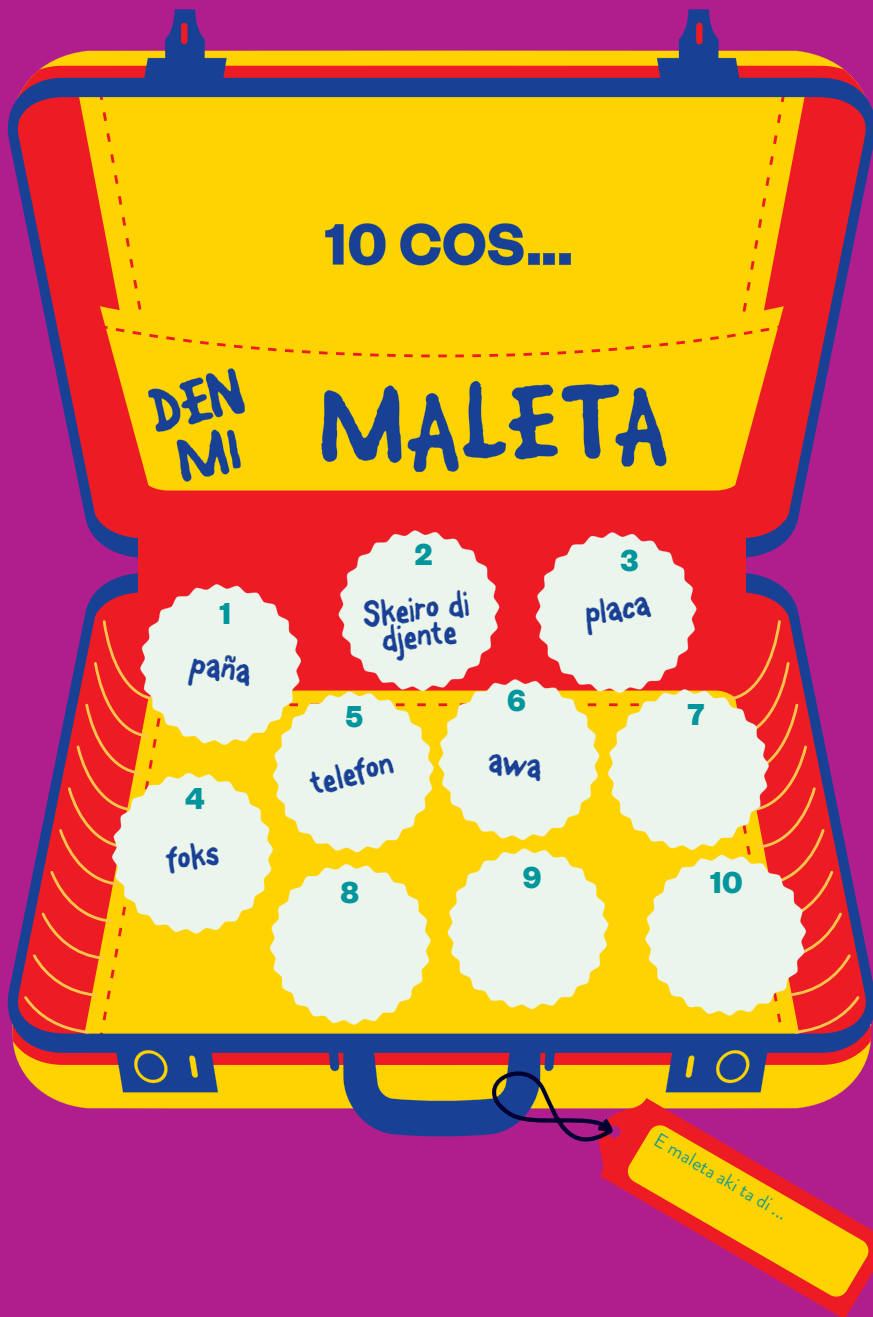 10 COS...
DEN
MI
MALETA
1
paña
2
Skeiro di
djente
3
placa
4
foks
5
telefon
6
awa
7
8
9
10
E maleta aki ta di ...